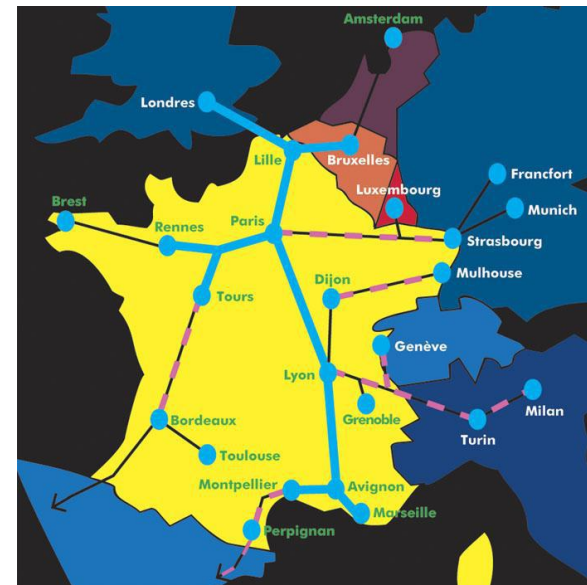 Amsterdam
Londres
Lille
Bruxelles
Luxembourg
Francfort
Munich
Brest
Rennes
Paris
Strasbourg
Mulhouse
Tours
Dijon
Genève
Lyon
Grenoble
Milan
Turin
Bordeaux
Toulouse
Montpellier
Avignon
Marseille
Perpignan